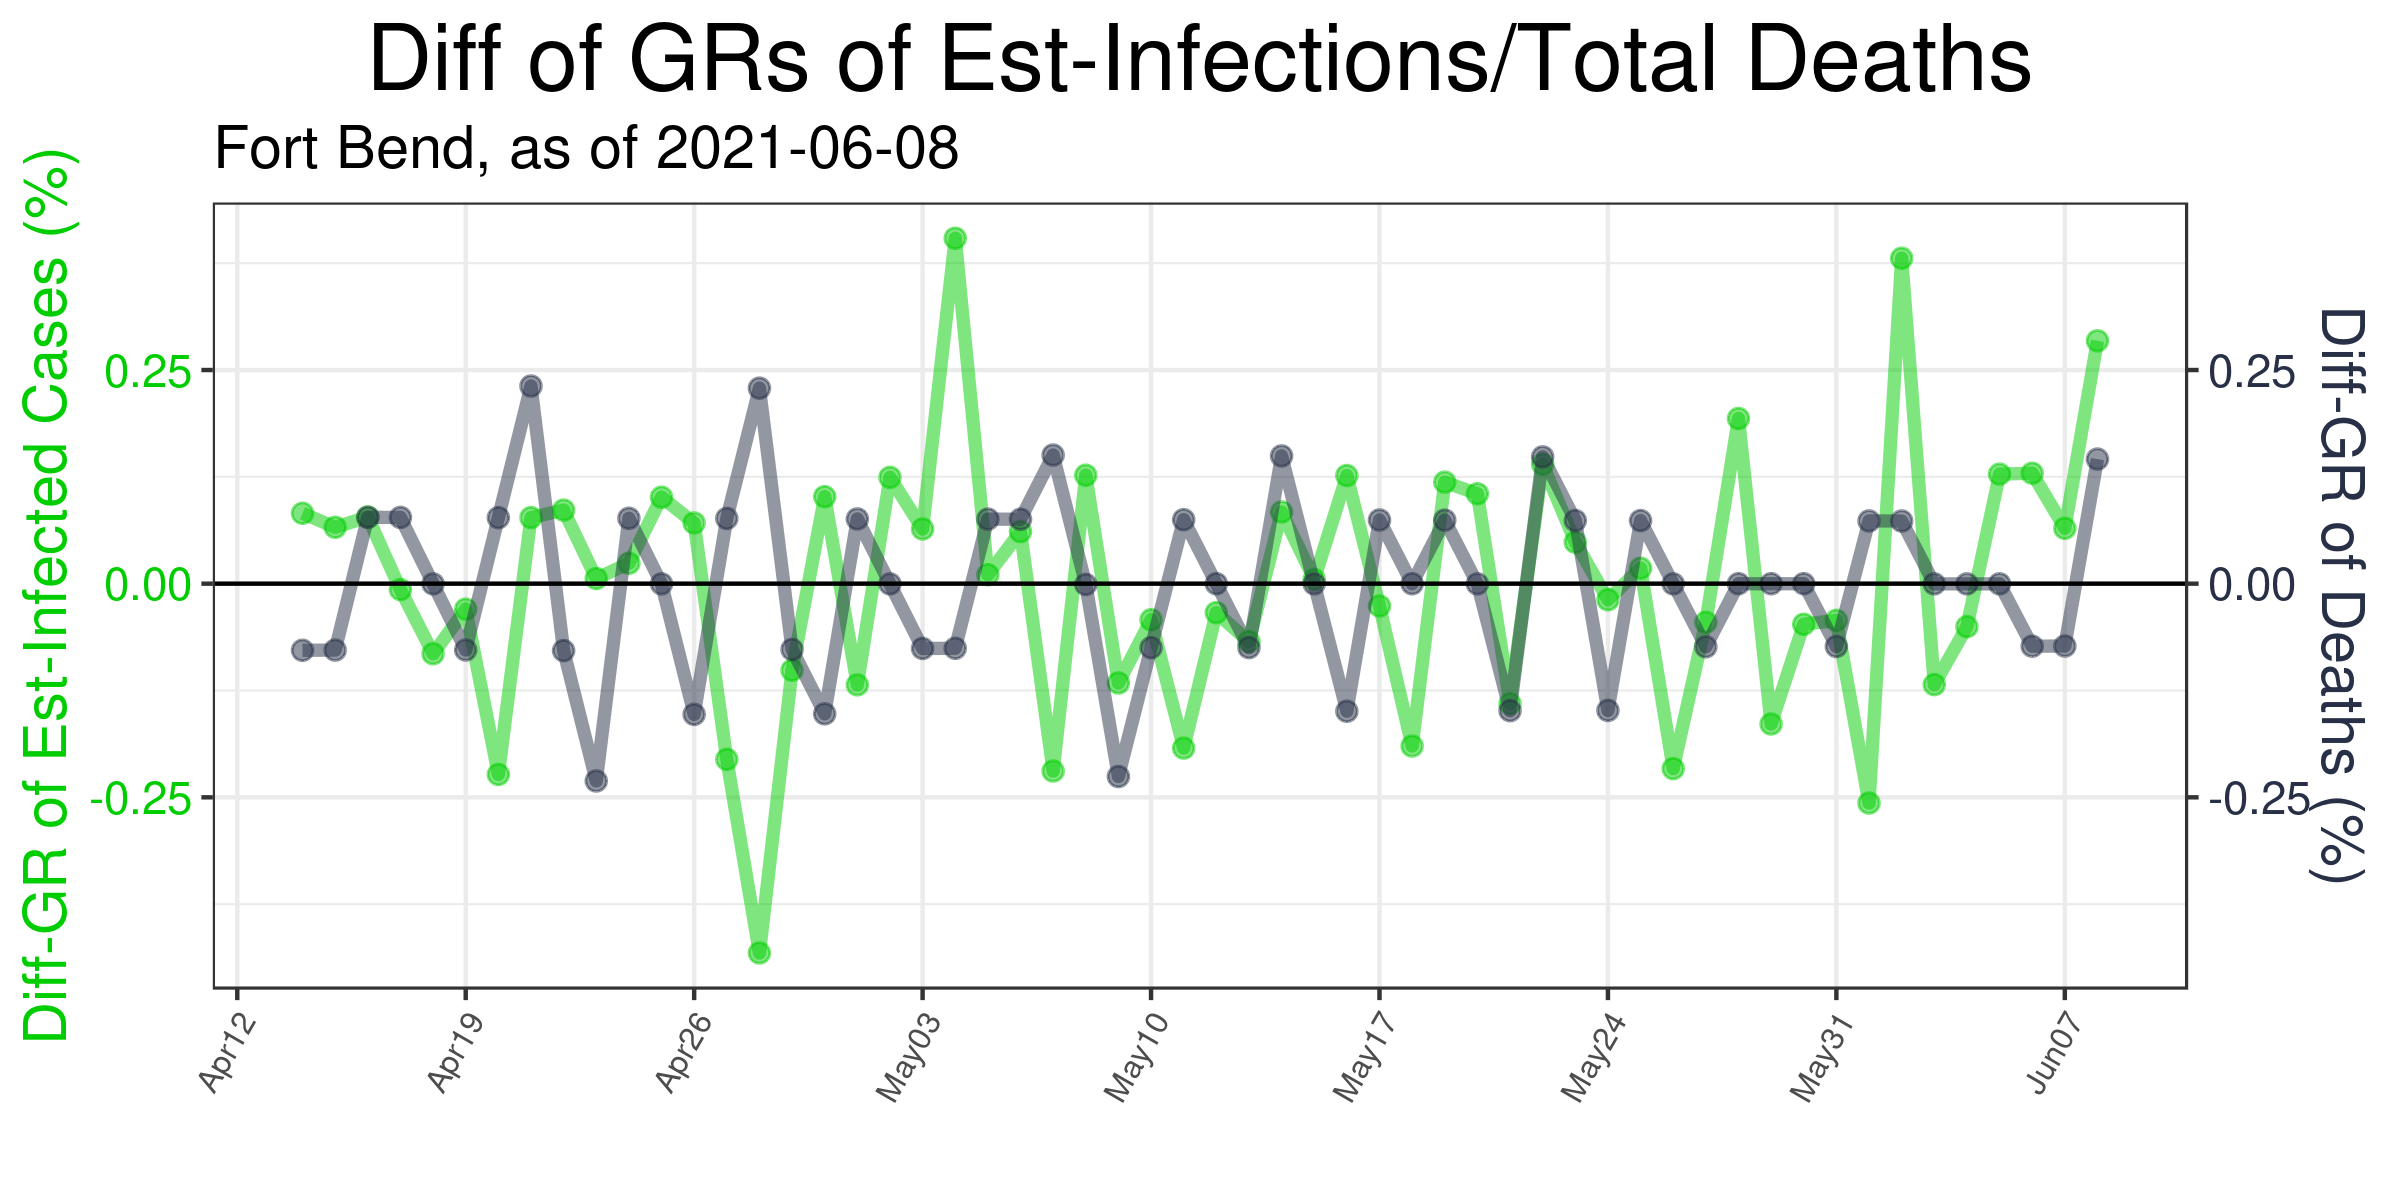 Diff of GRs of Est-Infections/Total Deaths
Fort Bend, as of 2021-06-08
Diff-GR of Est-Infected Cases (%)
0.25
0.00
-0.25
0.25
0.00
-0.25
Diff-GR of Deaths (%)
Apr12
Apr19
Apr26
May03
May10
May17
May24
May31
Jun07